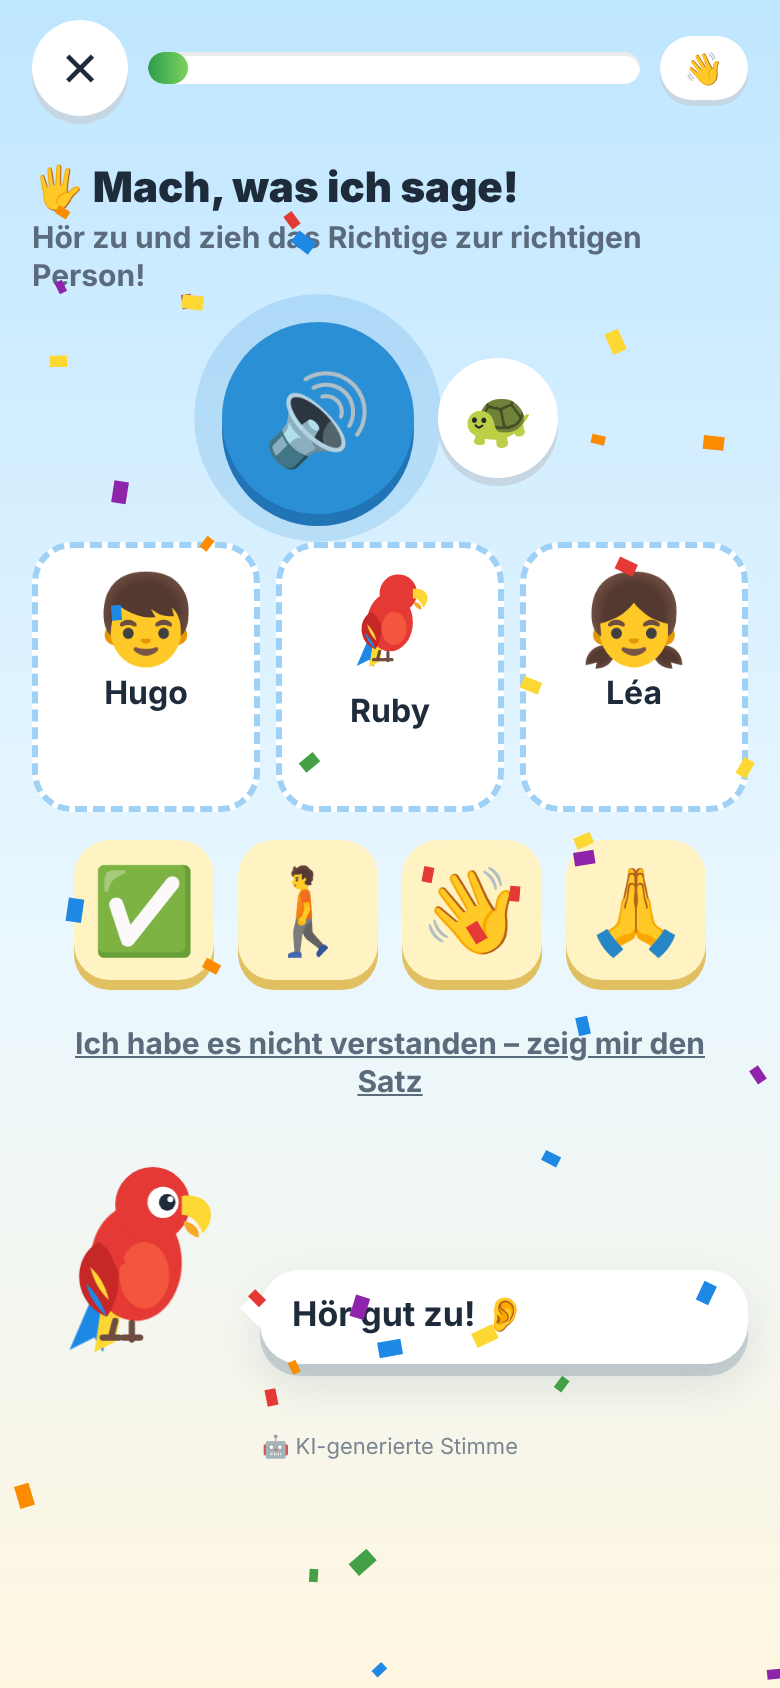 Mach, was ich sage!
Hör zu und zieh das Richtige zur richtigen
Person!
Hugo
Ruby
Léa
Ich habe es nicht verstanden – zeig mir den
Satz
Hör gut zu!
KI-generierte Stimme